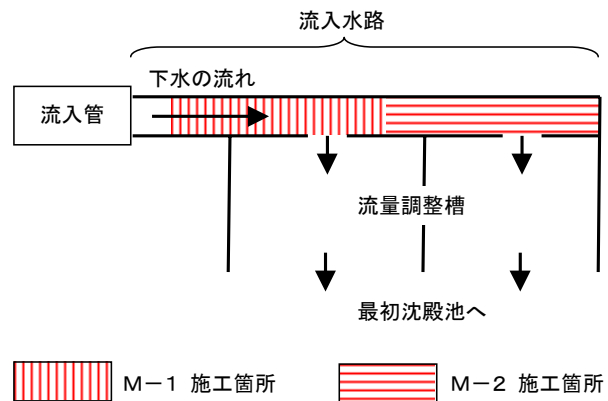 流入水路
下水の流れ
流入管
流量調整槽
最初沈殿池へ
M－1 施工箇所
M－2 施工箇所